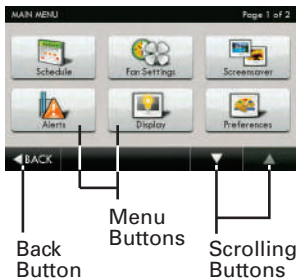 MAIN MENU Page 1 of 2
Schedule Fan Settings Screensaver
Alerts Display Preferences
BACK
Menu
Buttons
Back
Button
Scrolling
Buttons